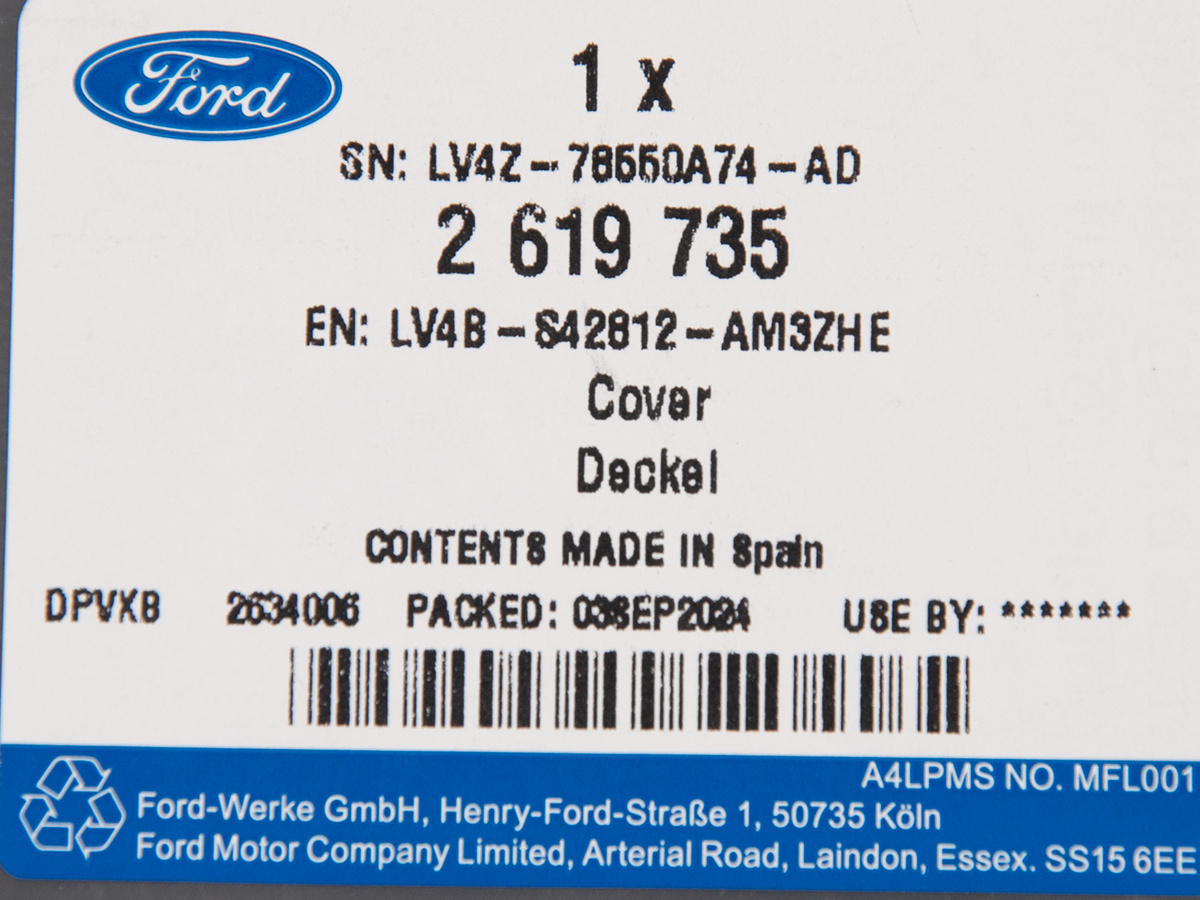 Ford
1 x
SN: LV4Z-78550A74-AD
2 619 735
EN: LV4B-S42812-AM3ZHE
Cover
Deckel
CONTENTS MADE IN Spain
DPVXB 2634006 PACKED: 03SEP2024 USE BY: *******
A4LPMS NO. MFL001
Ford-Werke GmbH, Henry-Ford-Straße 1, 50735 Köln
Ford Motor Company Limited, Arterial Road, Laindon, Essex. SS15 6EE